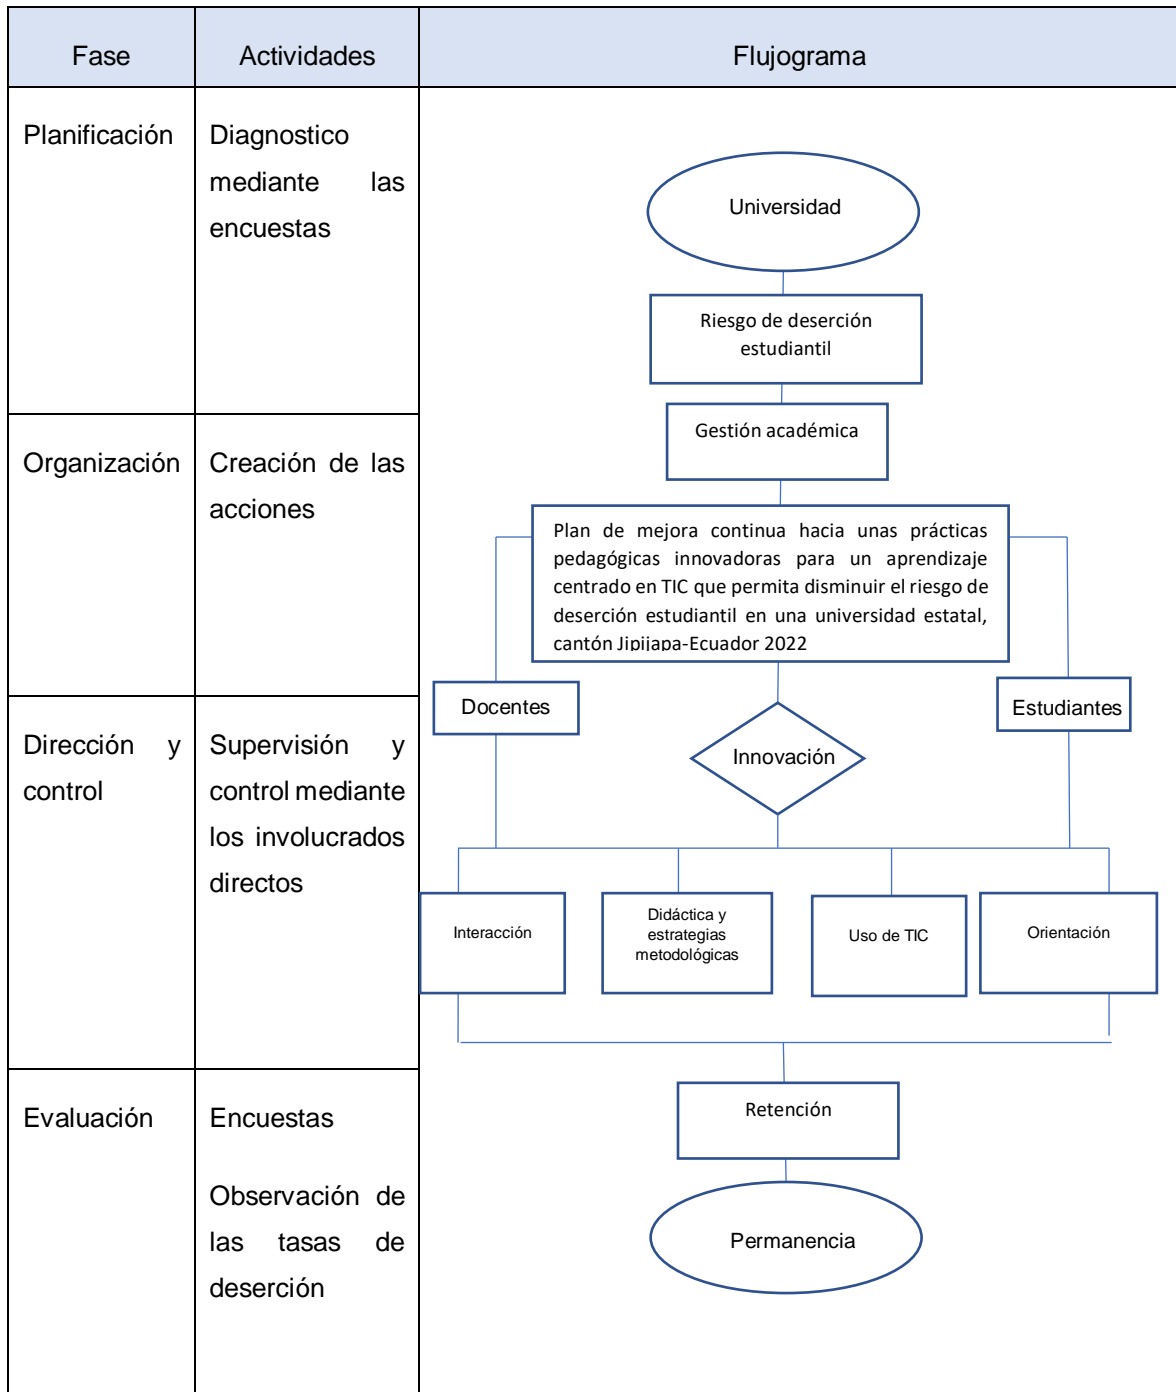 Fase
Actividades
Flujograma
Planificación
Diagnostico
mediante las
encuestas
Universidad
Riesgo de deserción
estudiantil
Gestión académica
Organización
Creación de las
acciones
Plan de mejora continua hacia unas prácticas
pedagógicas innovadoras para un aprendizaje
centrado en TIC que permita disminuir el riesgo de
deserción estudiantil en una universidad estatal,
cantón Jipijapa-Ecuador 2022
Docentes
Estudiantes
Dirección y
control
Supervisión y
control mediante
los involucrados
directos
Innovación
Interacción
Didáctica y
estrategias
metodológicas
Uso de TIC
Orientación
Evaluación
Encuestas
Observación de
las tasas de
deserción
Retención
Permanencia